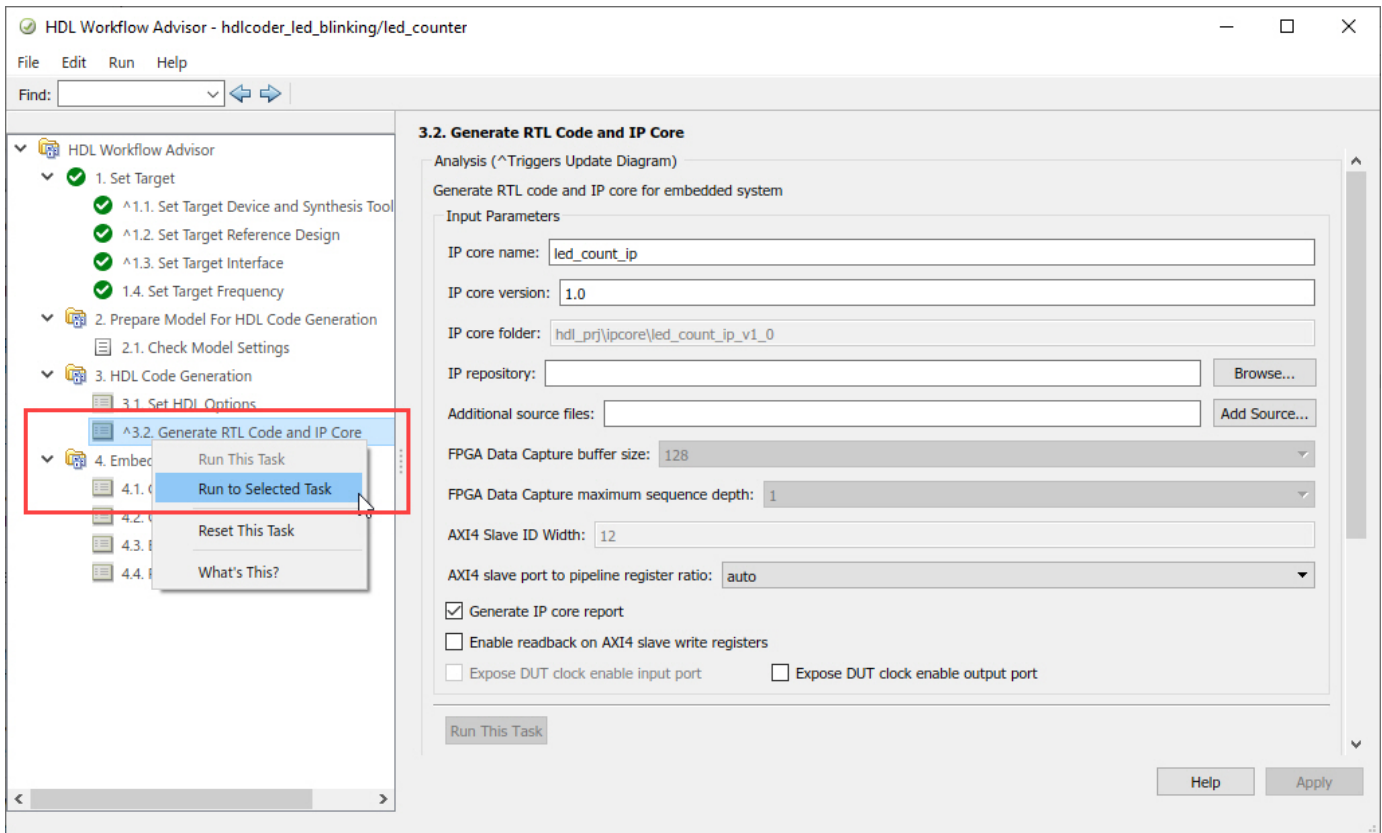 HDL Workflow Advisor - hdlcoder_led_blinking/led_counter
File Edit Run Help
Find:
HDL Workflow Advisor
1. Set Target
^1.1. Set Target Device and Synthesis Tool
^1.2. Set Target Reference Design
^1.3. Set Target Interface
1.4. Set Target Frequency
2. Prepare Model For HDL Code Generation
2.1. Check Model Settings
3. HDL Code Generation
3.1. Set HDL Options
^3.2. Generate RTL Code and IP Core
4. Embed
4.1.
4.2.
4.3.
4.4.
Run This Task
Run to Selected Task
Reset This Task
What's This?
3.2. Generate RTL Code and IP Core
Analysis (^Triggers Update Diagram)
Generate RTL code and IP core for embedded system
Input Parameters
IP core name: led_count_ip
IP core version: 1.0
IP core folder: hdl_prj\ipcore\led_count_ip_v1_0
IP repository: Browse...
Additional source files: Add Source...
FPGA Data Capture buffer size: 128
FPGA Data Capture maximum sequence depth: 1
AXI4 Slave ID Width: 12
AXI4 slave port to pipeline register ratio: auto
Generate IP core report
Enable readback on AXI4 slave write registers
Expose DUT clock enable input port Expose DUT clock enable output port
Run This Task
Help Apply